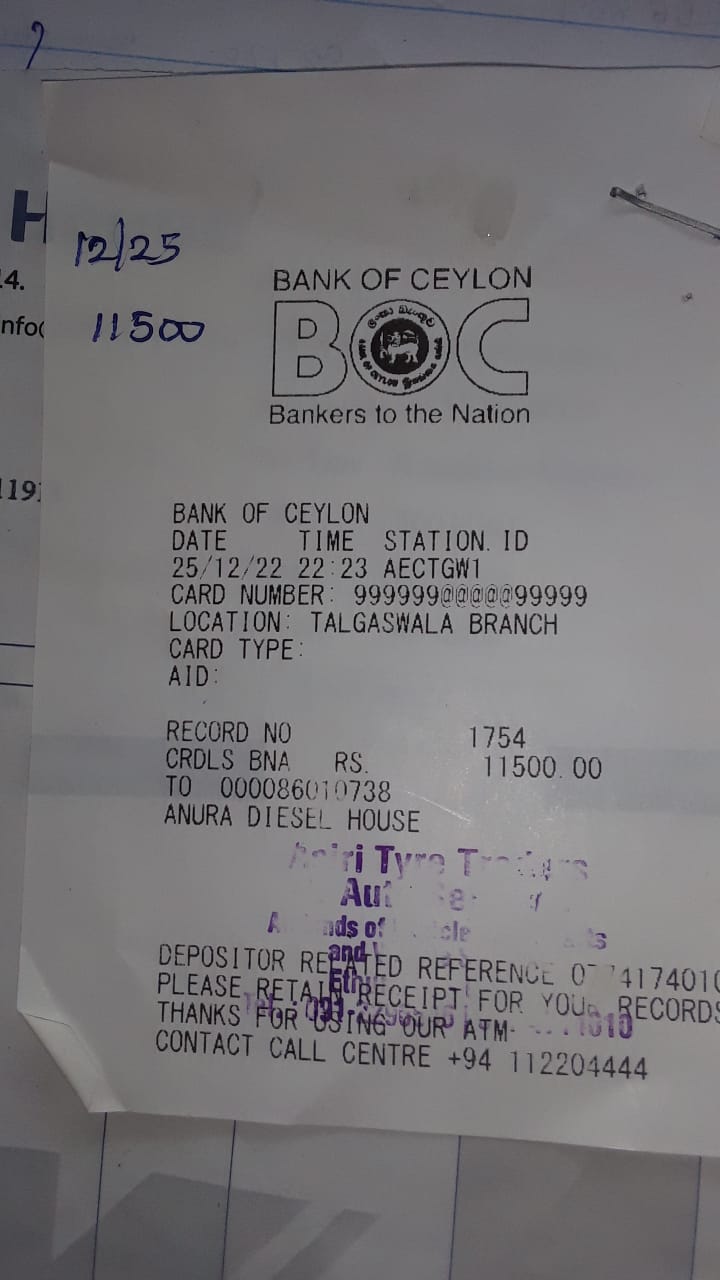 H
12/25
4.
11500
BANK OF CEYLON
BOC
Bankers to the Nation
BANK OF CEYLON
DATE TIME STATION. ID
25/12/22 22:23 AECTGW1
CARD NUMBER: 999999@@@@@99999
LOCATION: TALGASWALA BRANCH
CARD TYPE:
AID:
RECORD NO 1754
CRDLS BNA RS. 11500.00
TO 000086010738
ANURA DIESEL HOUSE
Tyre
and
DEPOSITOR RELATED REFERENCE
PLEASE RETAIN RECEIPT FOR YOUR RECORDS
THANKS FOR USING OUR ATM
CONTACT CALL CENTRE +94 112204444